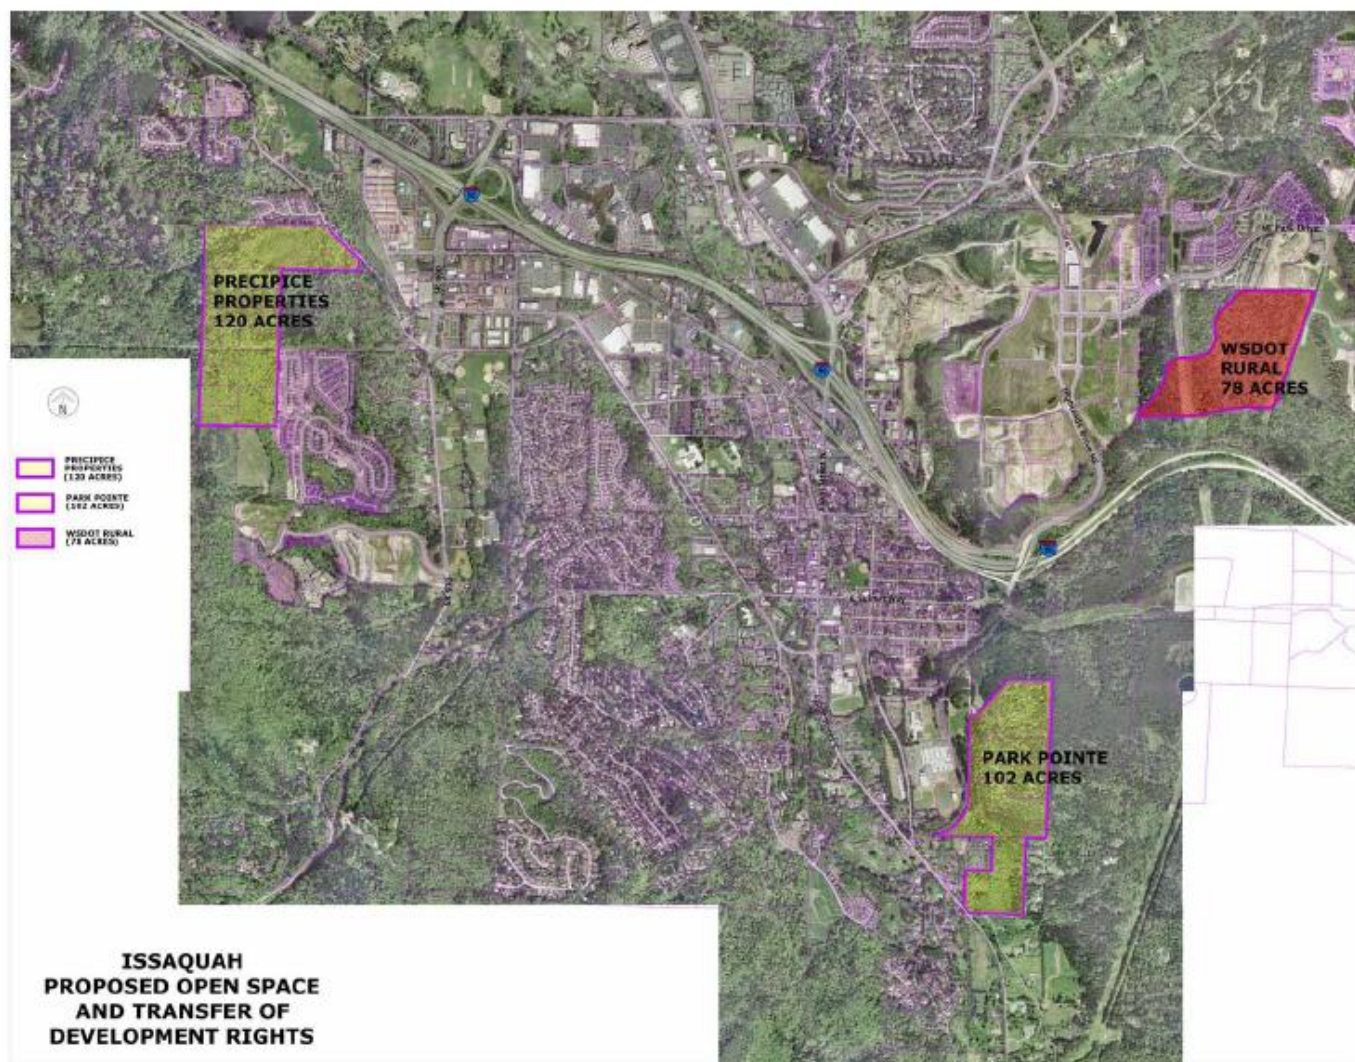 PRECIPICE
PROPERTIES
120 ACRES
WSDOT
RURAL
78 ACRES
N
PRECIPICE
PROPERTIES
(120 ACRES)
PARK POINTE
(102 ACRES)
WSDOT RURAL
(78 ACRES)
PARK POINTE
102 ACRES
ISSAQUAH
PROPOSED OPEN SPACE
AND TRANSFER OF
DEVELOPMENT RIGHTS